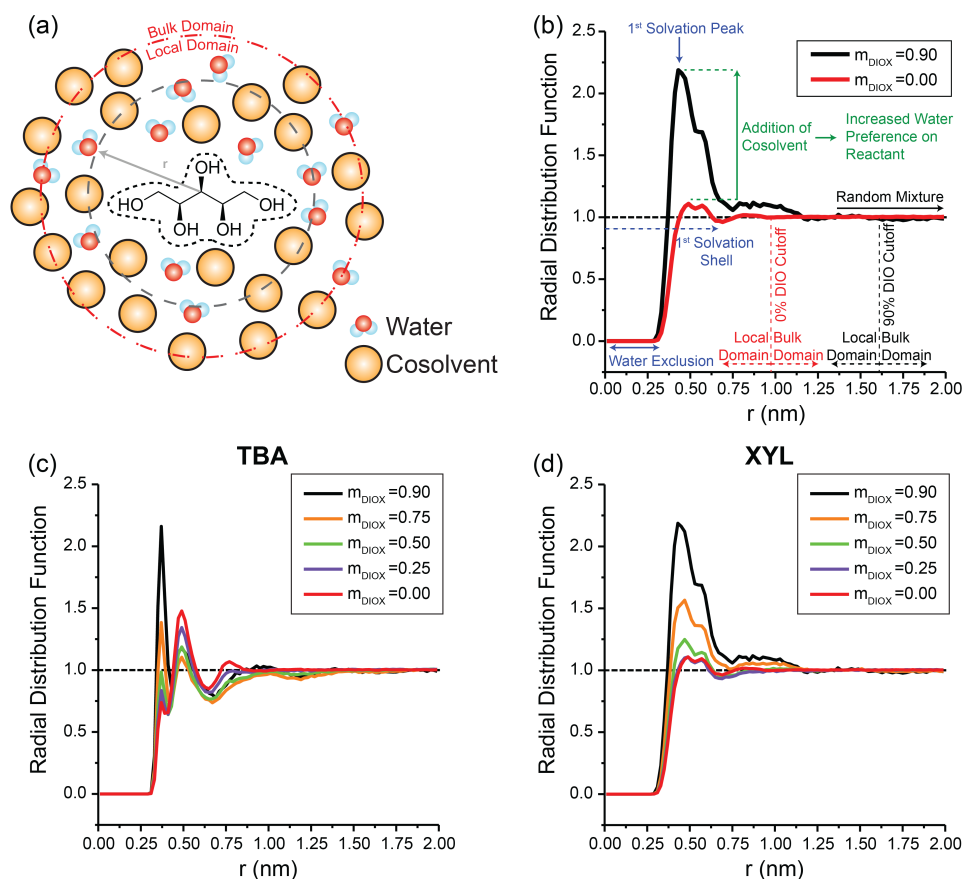 (a)
Bulk Domain
Local Domain
r
OH
HO
OH
OH
OH
Water
Cosolvent
(b)
Radial Distribution Function
2.5
2.0
1.5
1.0
0.5
0.0
1st Solvation Peak
m_DIOX=0.90
m_DIOX=0.00
Addition of
Cosolvent
Increased Water
Preference on
Reactant
Random Mixture
1st Solvation
Shell
0% DIO Cutoff
90% DIO Cutoff
Water Exclusion
Local Bulk
Domain Domain
Local Bulk
Domain Domain
0.00 0.25 0.50 0.75 1.00 1.25 1.50 1.75 2.00
r (nm)
(c)
TBA
Radial Distribution Function
2.5
2.0
1.5
1.0
0.5
0.0
m_DIOX=0.90
m_DIOX=0.75
m_DIOX=0.50
m_DIOX=0.25
m_DIOX=0.00
0.00 0.25 0.50 0.75 1.00 1.25 1.50 1.75 2.00
r (nm)
(d)
XYL
Radial Distribution Function
2.5
2.0
1.5
1.0
0.5
0.0
m_DIOX=0.90
m_DIOX=0.75
m_DIOX=0.50
m_DIOX=0.25
m_DIOX=0.00
0.00 0.25 0.50 0.75 1.00 1.25 1.50 1.75 2.00
r (nm)